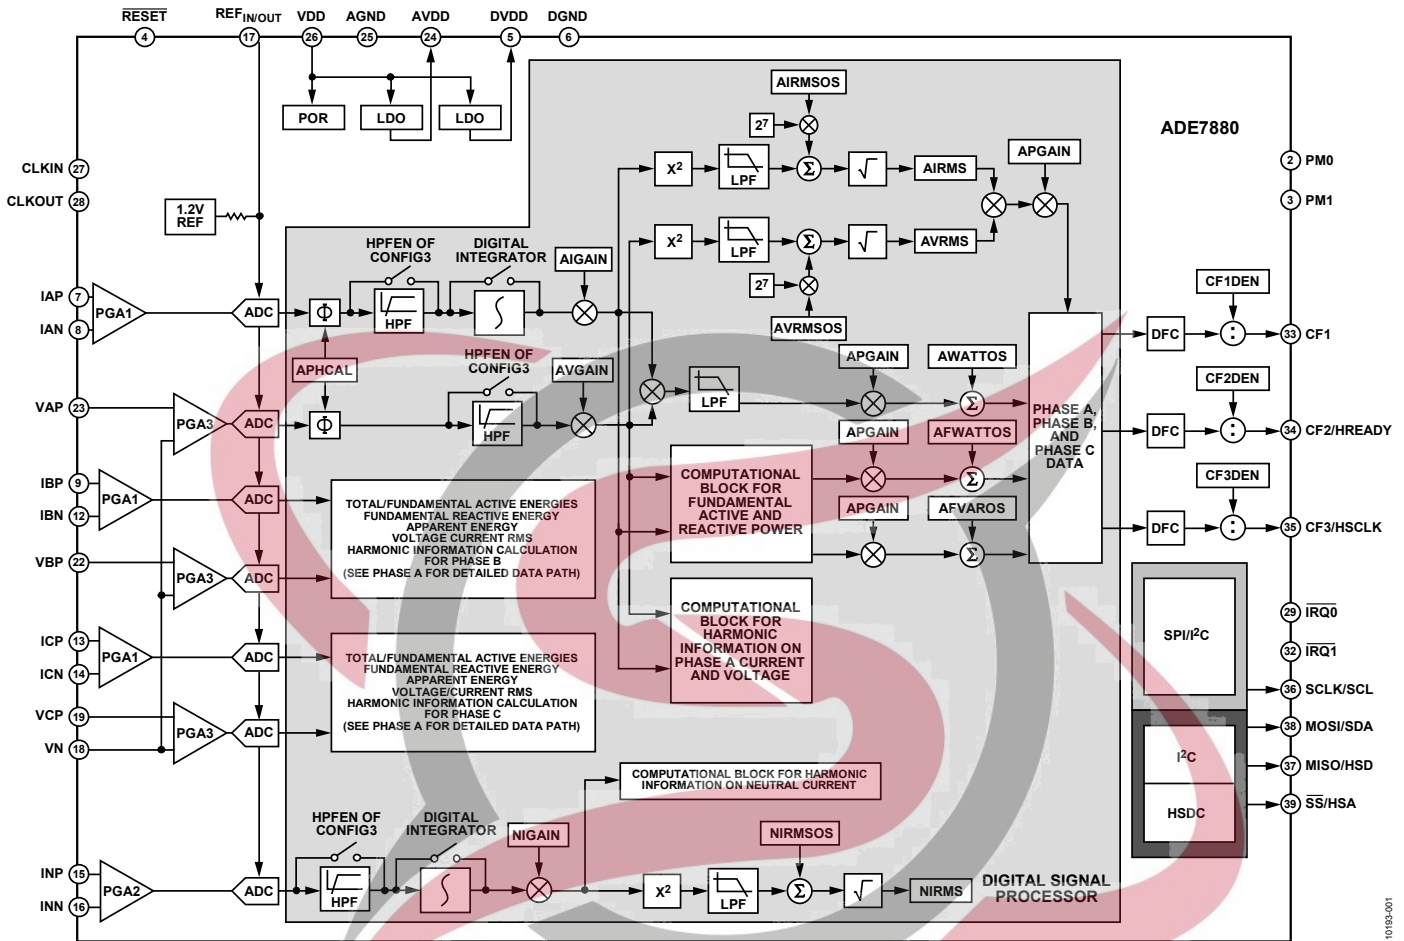 RESET
REFIN/OUT
VDD
AGND
AVDD
DVDD
DGND
4
17
26
25
24
5
6
POR
LDO
LDO
AIRMSOS
27
ADE7880
CLKIN 27
CLKOUT 28
1.2V
REF
X2
LPF
Σ
√
AIRMS
APGAIN
2 PM0
3 PM1
HPFEN OF
CONFIG3
DIGITAL
INTEGRATOR
AIGAIN
X2
LPF
Σ
√
AVRMS
27
AVRMSOS
IAP 7
IAN 8
PGA1
ADC
Φ
HPF
∫
CF1DEN
DFC
:
33 CF1
APHCAL
HPFEN OF
CONFIG3
AVGAIN
LPF
APGAIN
AWATTOS
Σ
CF2DEN
VAP 23
PGA3
ADC
Φ
HPF
PHASE A,
PHASE B,
AND
PHASE C
DATA
DFC
:
34 CF2/HREADY
APGAIN
AFWATTOS
Σ
IBP 9
IBN 12
PGA1
ADC
TOTAL/FUNDAMENTAL ACTIVE ENERGIES
FUNDAMENTAL REACTIVE ENERGY
APPARENT ENERGY
VOLTAGE CURRENT RMS
HARMONIC INFORMATION CALCULATION
FOR PHASE B
(SEE PHASE A FOR DETAILED DATA PATH)
COMPUTATIONAL
BLOCK FOR
FUNDAMENTAL
ACTIVE AND
REACTIVE POWER
APGAIN
AFVAROS
Σ
CF3DEN
DFC
:
35 CF3/HSCLK
VBP 22
PGA3
ADC
COMPUTATIONAL
BLOCK FOR
HARMONIC
INFORMATION ON
PHASE A CURRENT
AND VOLTAGE
SPI/I2C
29 IRQ0
32 IRQ1
36 SCLK/SCL
ICP 13
ICN 14
PGA1
ADC
TOTAL/FUNDAMENTAL ACTIVE ENERGIES
FUNDAMENTAL REACTIVE ENERGY
APPARENT ENERGY
VOLTAGE/CURRENT RMS
HARMONIC INFORMATION CALCULATION
FOR PHASE C
(SEE PHASE A FOR DETAILED DATA PATH)
VCP 19
VN 18
PGA3
ADC
I2C
HSDC
38 MOSI/SDA
37 MISO/HSD
39 SS/HSA
COMPUTATIONAL BLOCK FOR HARMONIC
INFORMATION ON NEUTRAL CURRENT
HPFEN OF
CONFIG3
DIGITAL
INTEGRATOR
NIGAIN
NIRMSOS
INP 15
INN 16
PGA2
ADC
HPF
∫
X2
LPF
Σ
√
NIRMS
DIGITAL SIGNAL
PROCESSOR
10193-001